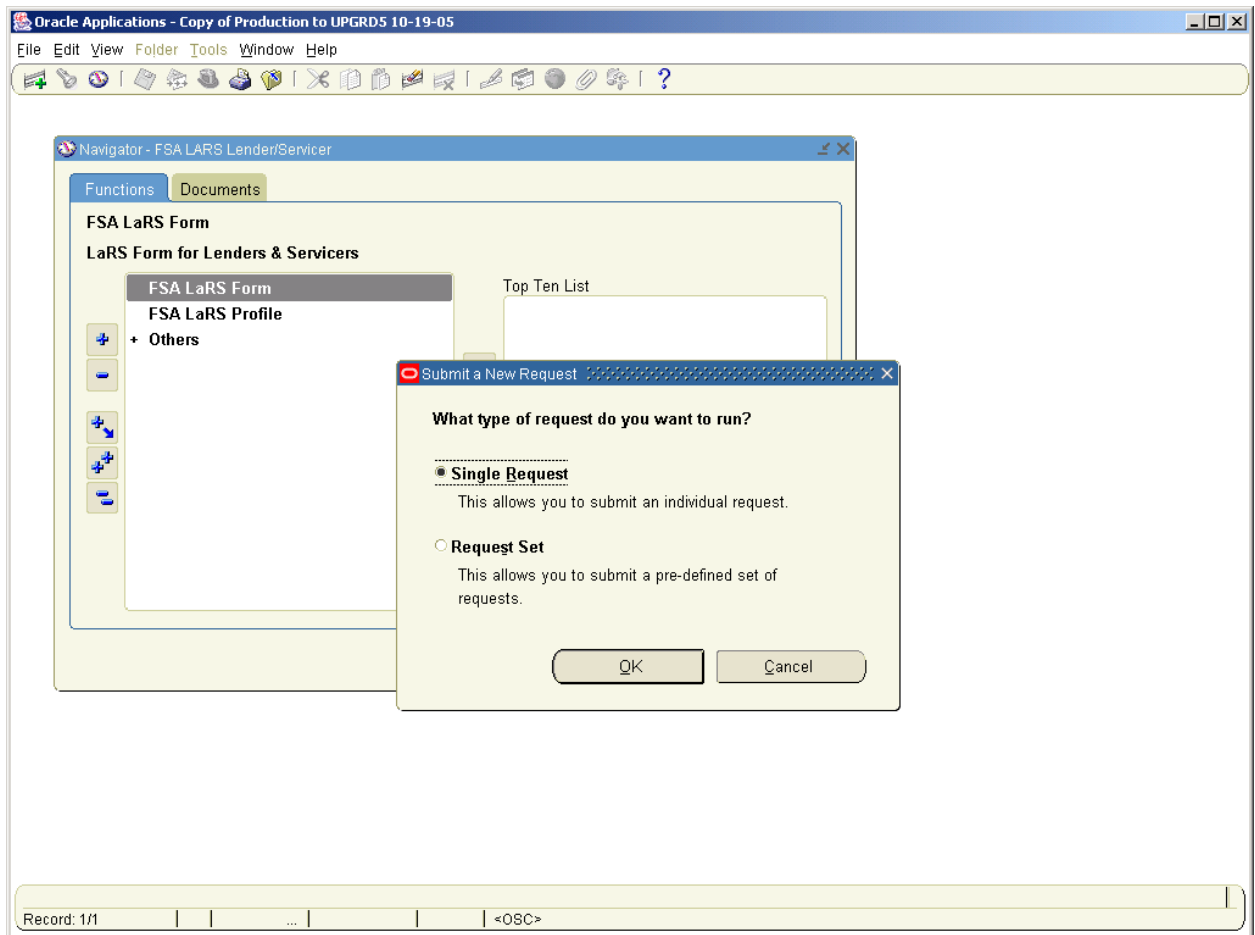 Oracle Applications - Copy of Production to UPGRD5 10-19-05
File Edit View Folder Tools Window Help
Navigator - FSA LARS Lender/Servicer
Functions Documents
FSA LaRS Form
LaRS Form for Lenders & Servicers
FSA LaRS Form
FSA LaRS Profile
+ Others
Top Ten List
Submit a New Request
What type of request do you want to run?
Single Request
This allows you to submit an individual request.
Request Set
This allows you to submit a pre-defined set of
requests.
OK Cancel
Record: 1/1 ... <OSC>